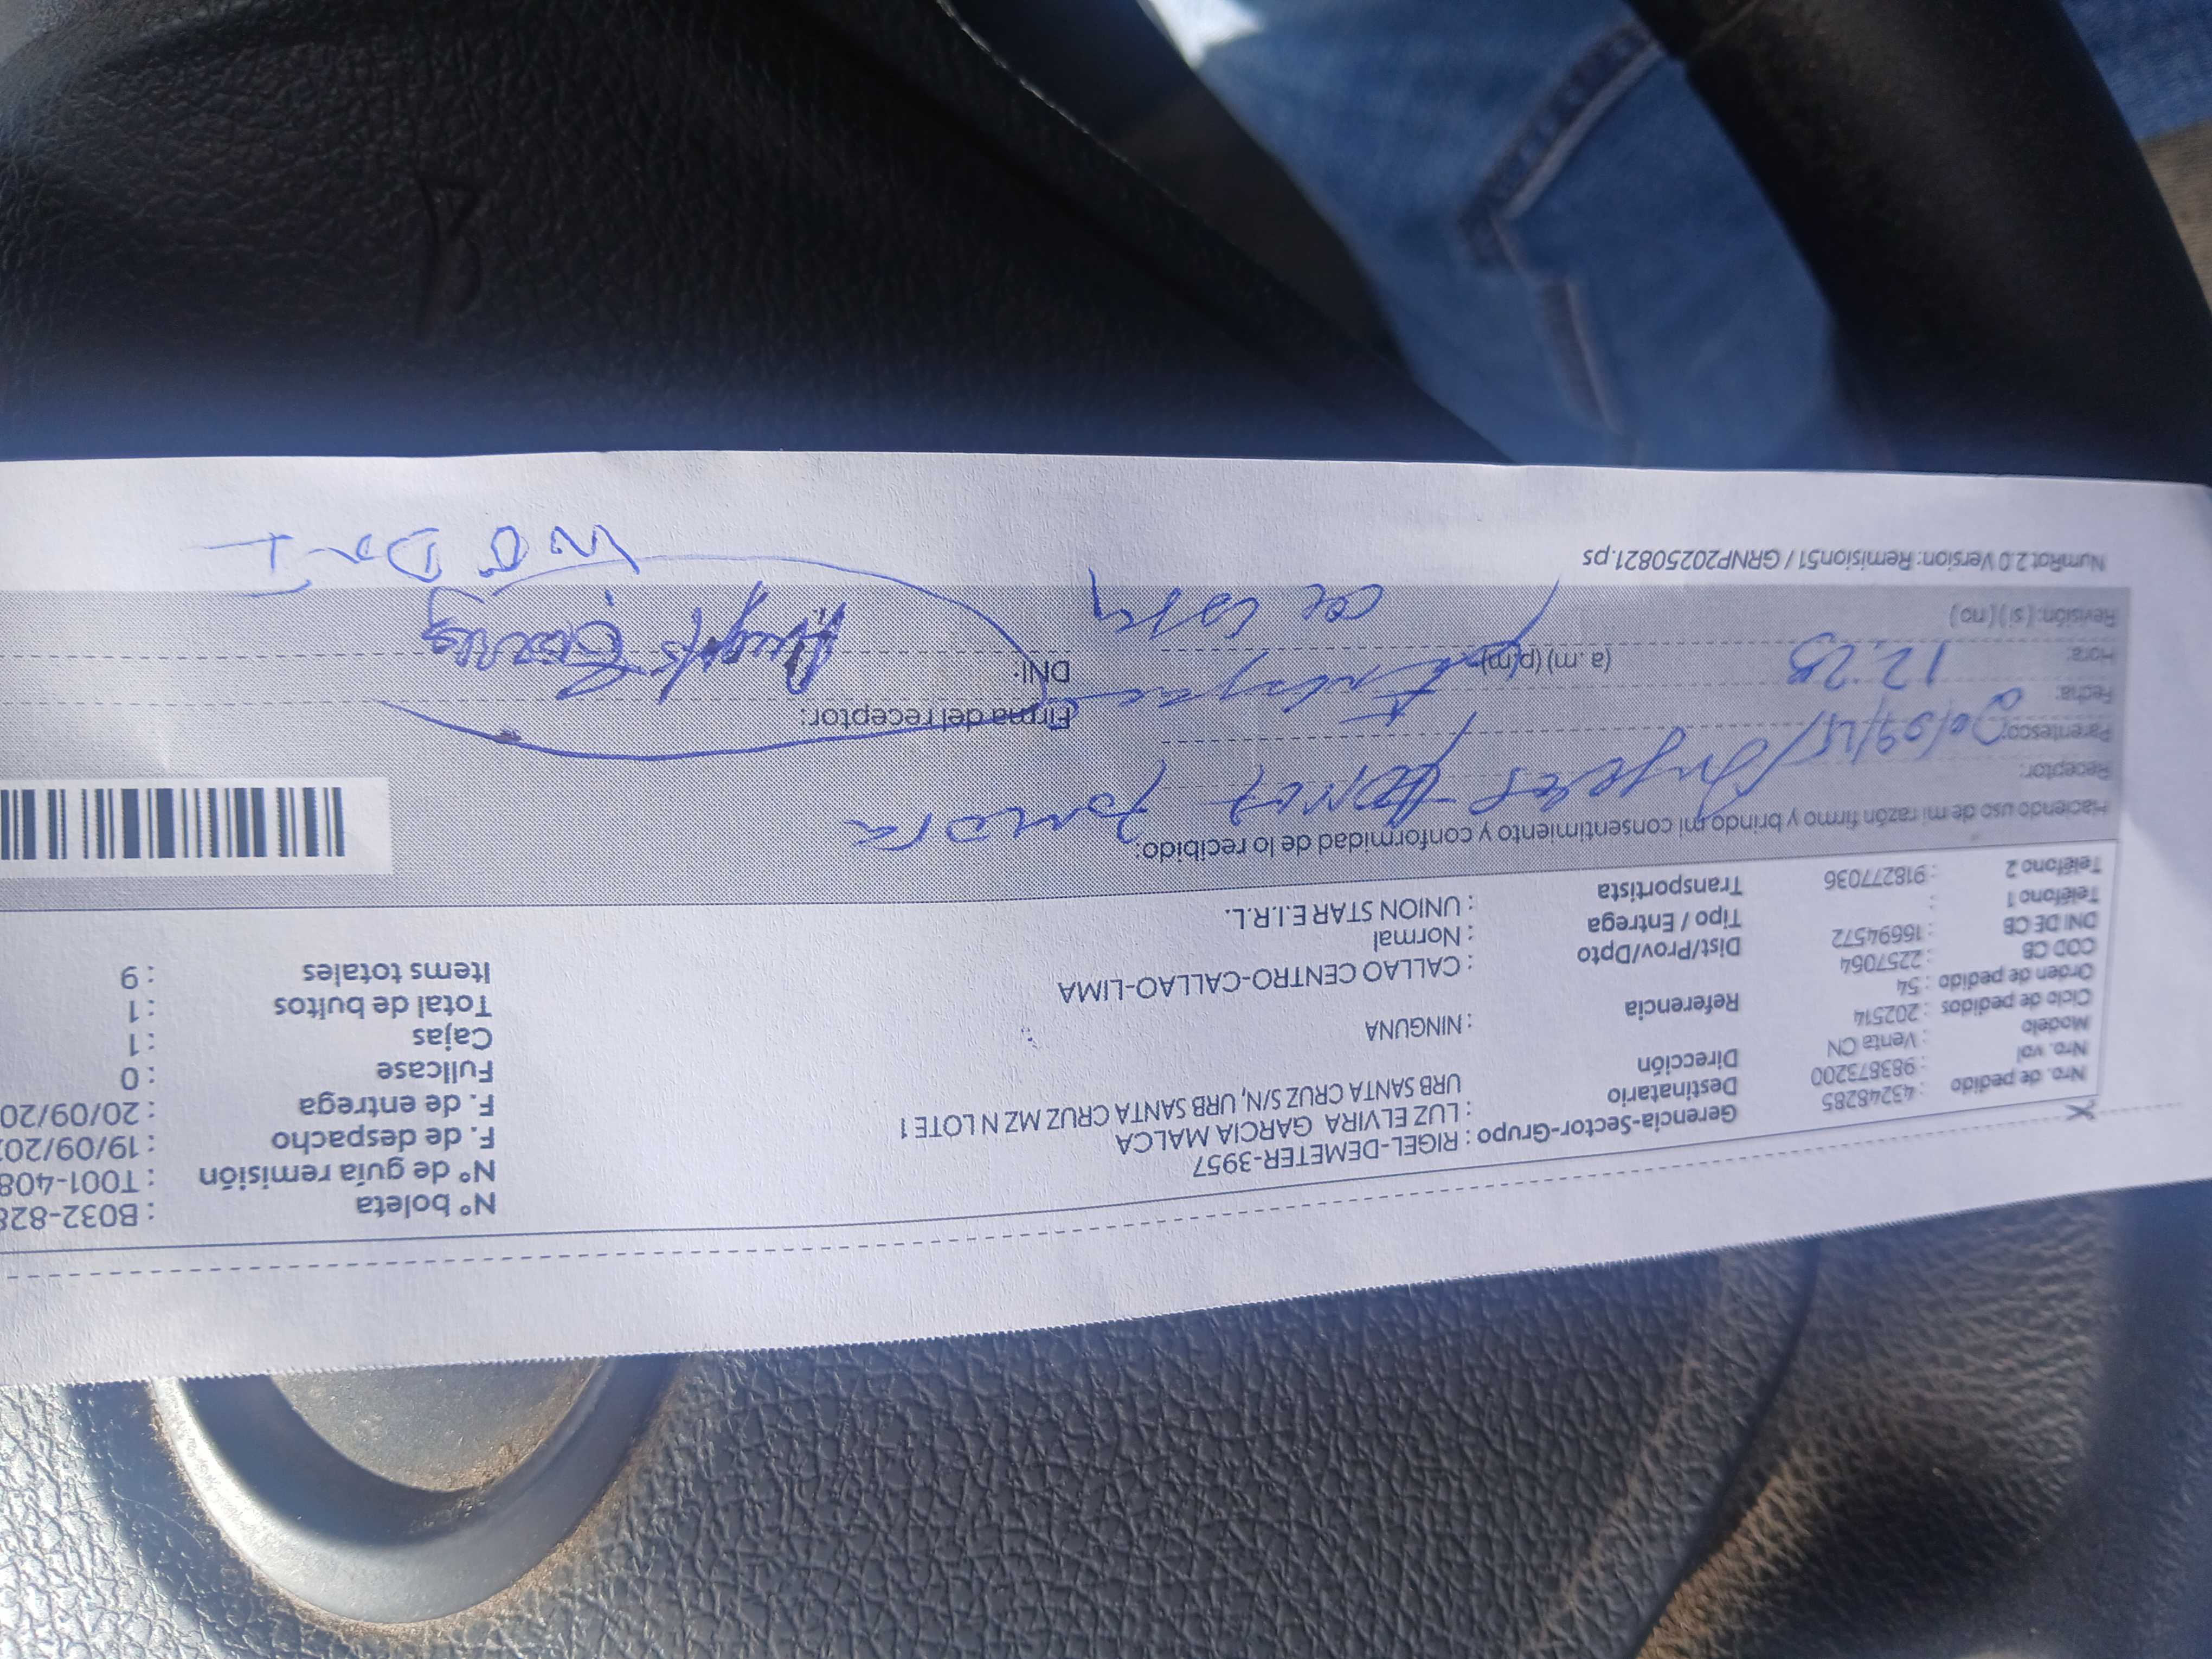 Nº boleta : B032-828
Nº de guía remisión : T001-408
F. de despacho : 19/09/20
F. de entrega : 20/09/20
Fullcase : 0
Cajas : 1
Total de bultos : 1
Items totales : 9
Gerencia-Sector-Grupo : RIGEL-DEMETER-3957
Destinatario : LUZ ELVIRA GARCIA MALCA
Dirección URB SANTA CRUZ S/N, URB SANTA CRUZ MZ N LOTE 1
Referencia : NINGUNA
Dist/Prov/Dpto : CALLAO CENTRO-CALLAO-LIMA
Tipo / Entrega : Normal
Transportista : UNION STAR E.I.R.L.
Nro. de pedido : 43248285
Nro. vol : 983873200
Modelo : Venta CN
Ciclo de pedidos : 202514
Orden de pedido : 54
COD CB : 2257064
DNI DE CB : 16694572
Teléfono 1 :
Teléfono 2 : 918277036
Haciendo uso de mi razón firmo y brindo mi consentimiento y conformidad de lo recibido:
Receptor:
Parentesco:
Fecha:
Hora: 12:25 (a.m) (p.m)
Revisión: ( si ) ( no )
Firma del receptor:
DNI:
NumRot 2.0 Version: Remision51 / GRNP20250821.ps